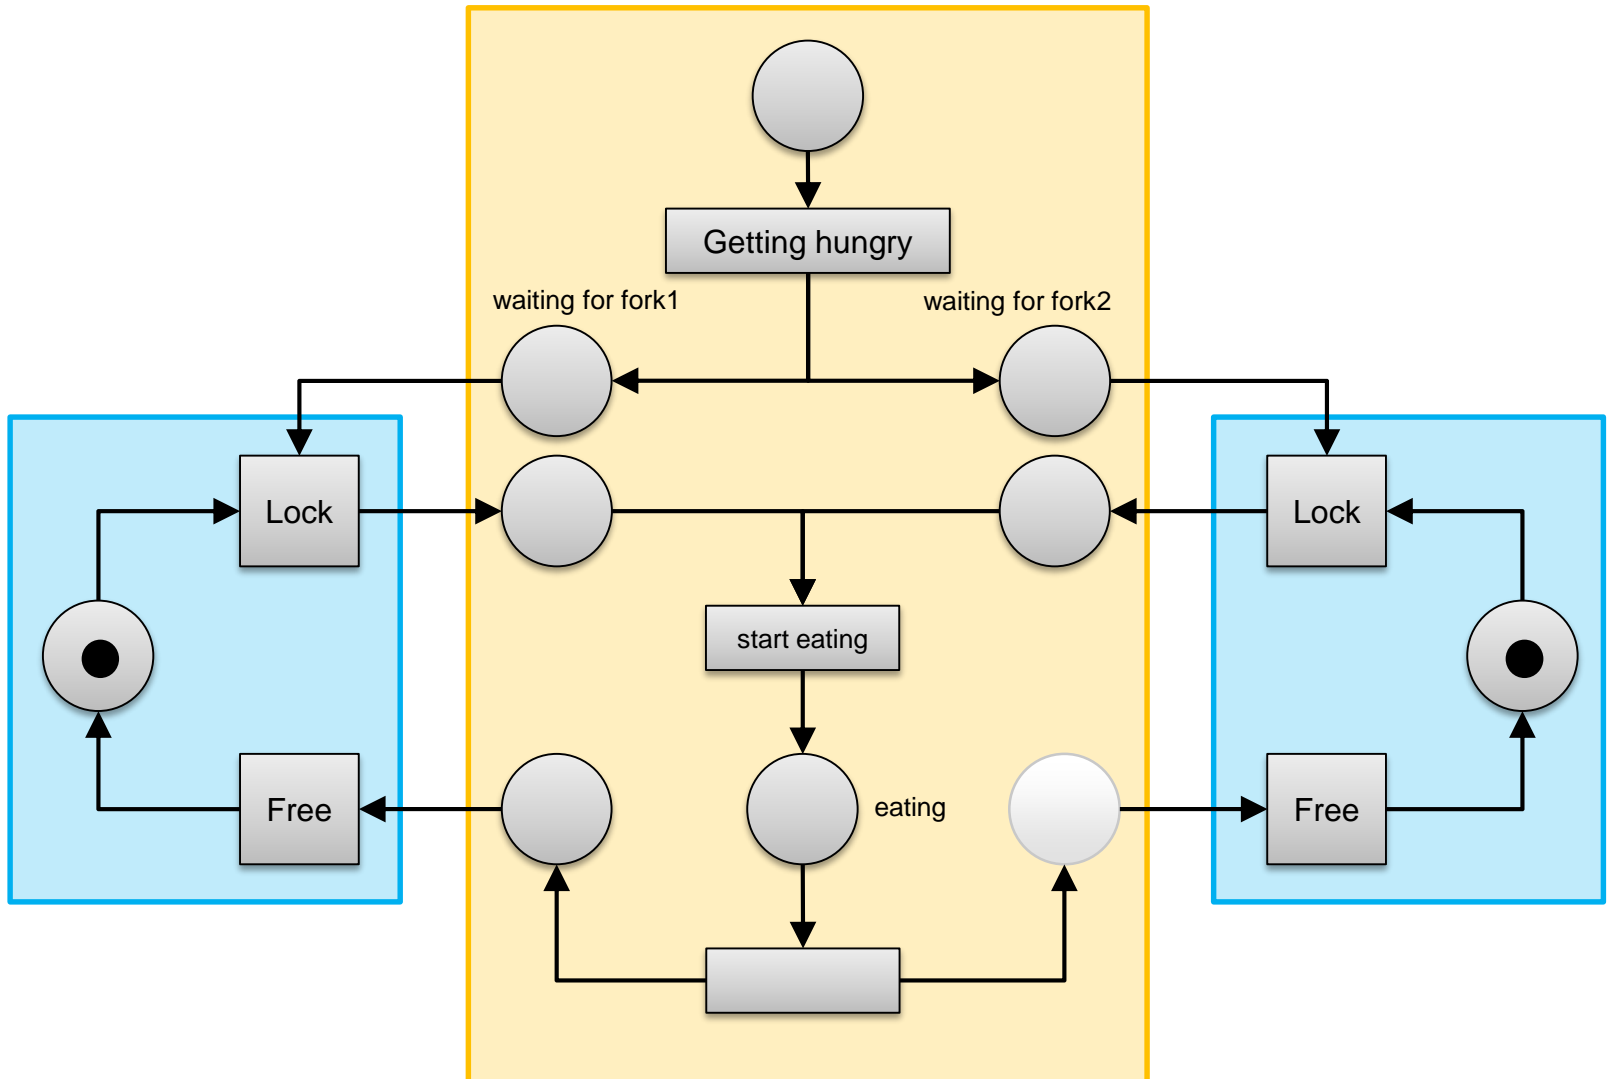 Getting hungry
waiting for fork1
waiting for fork2
Lock
Lock
start eating
Free
eating
Free